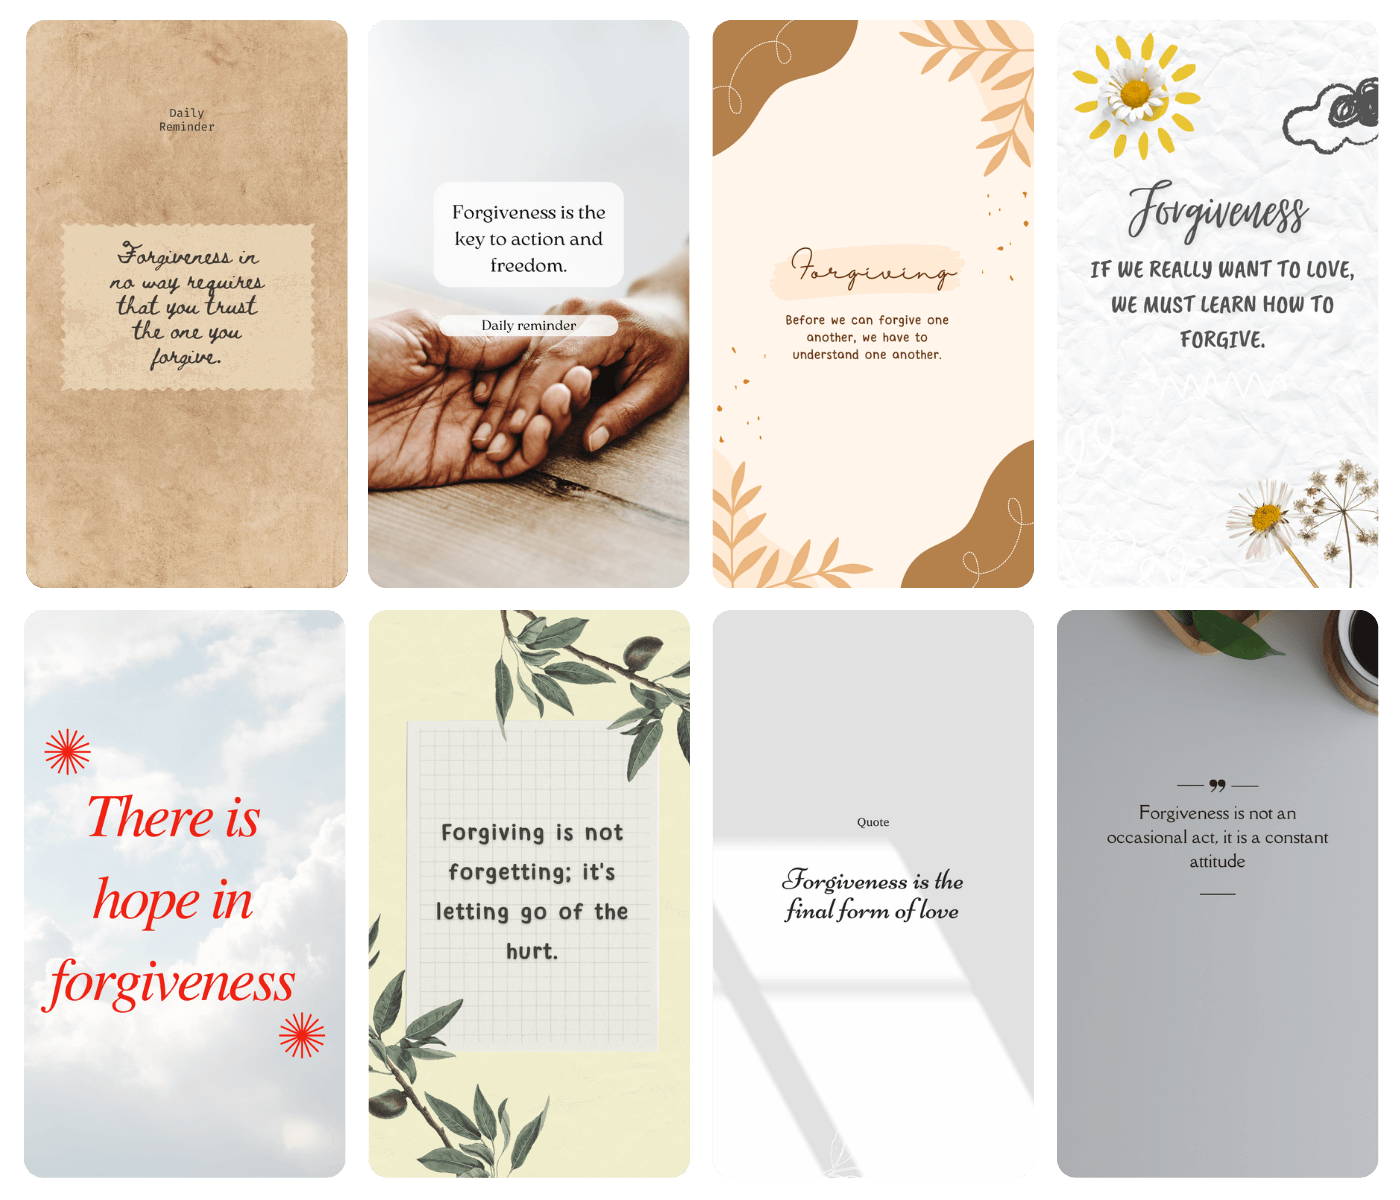 Daily
Reminder
Forgiveness in
no way requires
that you trust
the one you
forgive.
Forgiveness is the
key to action and
freedom.
Daily reminder
Forgiving
Before we can forgive one
another, we have to
understand one another.
Forgiveness
IF WE REALLY WANT TO LOVE,
WE MUST LEARN HOW TO
FORGIVE.
There is
hope in
forgiveness
Forgiving is not
forgetting; it's
letting go of the
hurt.
Quote
Forgiveness is the
final form of love
❞
Forgiveness is not an
occasional act, it is a constant
attitude